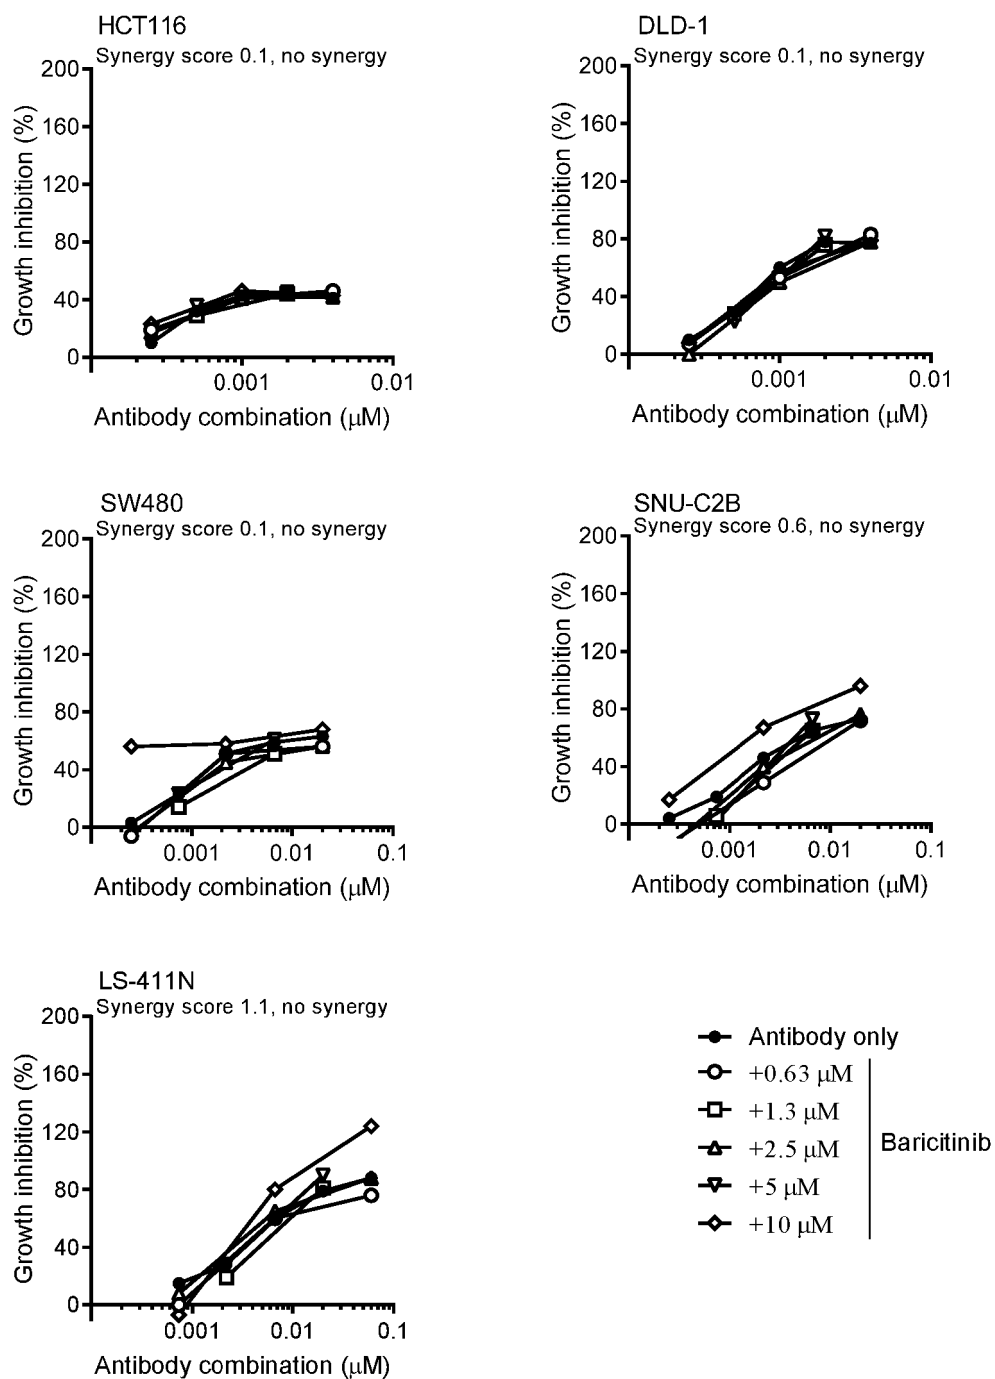 HCT116
Synergy score 0.1, no synergy
200
160
120
80
40
0
Growth inhibition (%)
0.001
0.01
Antibody combination (μM)
DLD-1
Synergy score 0.1, no synergy
200
160
120
80
40
0
Growth inhibition (%)
0.001
0.01
Antibody combination (μM)
SW480
Synergy score 0.1, no synergy
200
160
120
80
40
0
Growth inhibition (%)
0.001
0.01
0.1
Antibody combination (μM)
SNU-C2B
Synergy score 0.6, no synergy
200
160
120
80
40
0
Growth inhibition (%)
0.001
0.01
0.1
Antibody combination (μM)
LS-411N
Synergy score 1.1, no synergy
200
160
120
80
40
0
Growth inhibition (%)
0.001
0.01
0.1
Antibody combination (μM)
Antibody only
+0.63 μM
+1.3 μM
+2.5 μM
+5 μM
+10 μM
Baricitinib